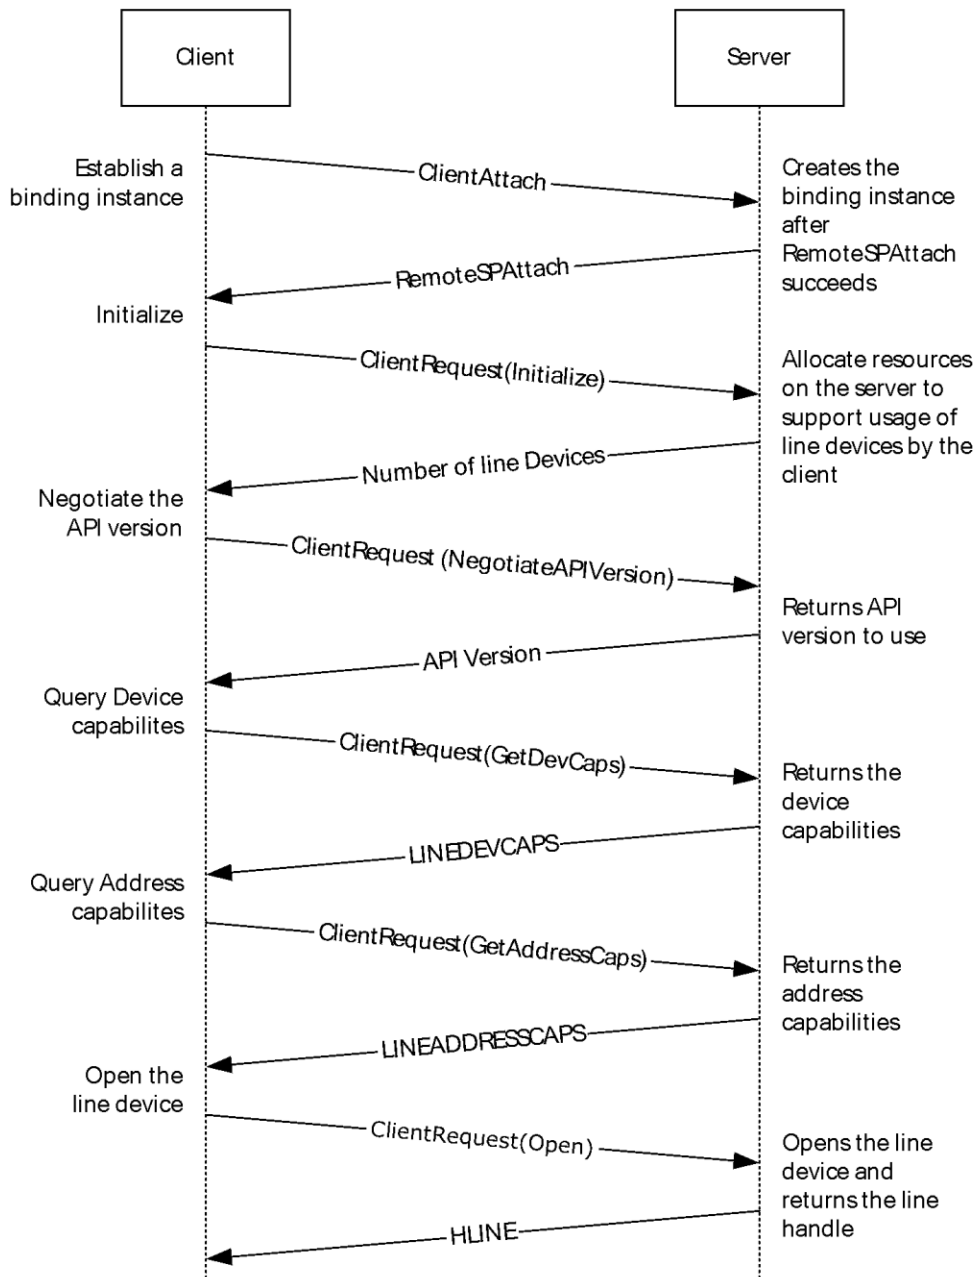 Client
Server
Establish a
binding instance
ClientAttach
Creates the
binding instance
after
RemoteSPAttach
succeeds
RemoteSPAttach
Initialize
ClientRequest(Initialize)
Allocate resources
on the server to
support usage of
line devices by the
client
Number of line Devices
Negotiate the
API version
ClientRequest (NegotiateAPIVersion)
Returns API
version to use
API Version
Query Device
capabilites
ClientRequest(GetDevCaps)
Returns the
device
capabilities
LINEDEVCAPS
Query Address
capabilites
ClientRequest(GetAddressCaps)
Returns the
address
capabilities
LINEADDRESSCAPS
Open the
line device
ClientRequest(Open)
Opens the line
device and
returns the line
handle
HLINE